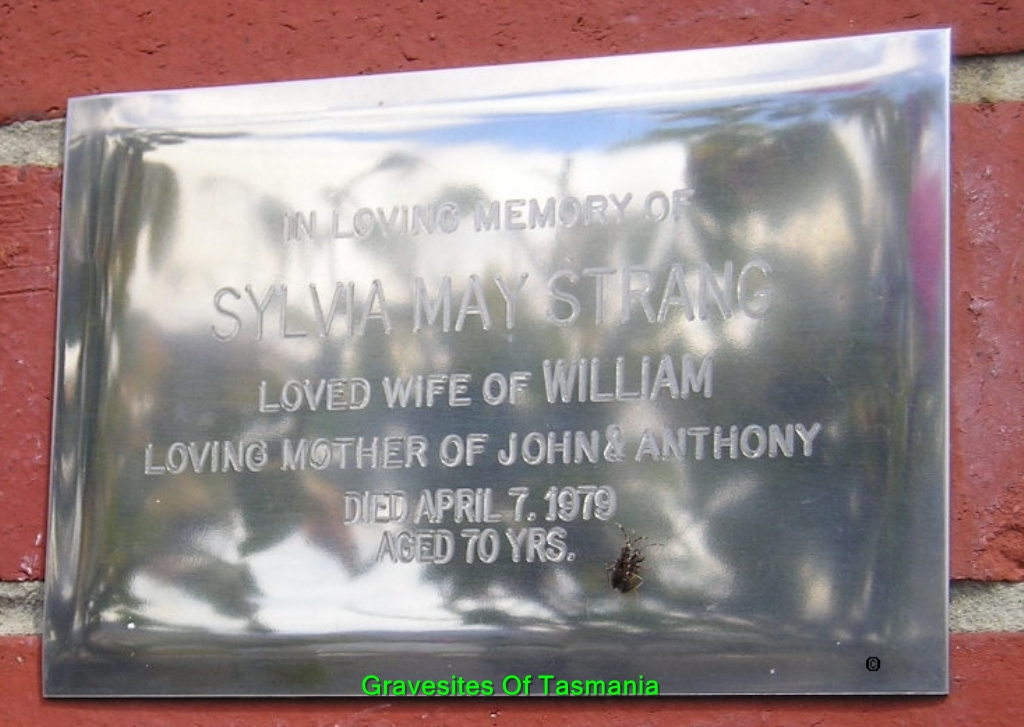 IN LOVING MEMORY OF
SYLVIA MAY STRANG
LOVED WIFE OF WILLIAM
LOVING MOTHER OF JOHN & ANTHONY
DIED APRIL 7. 1979
AGED 70 YRS.
©
Gravesites Of Tasmania